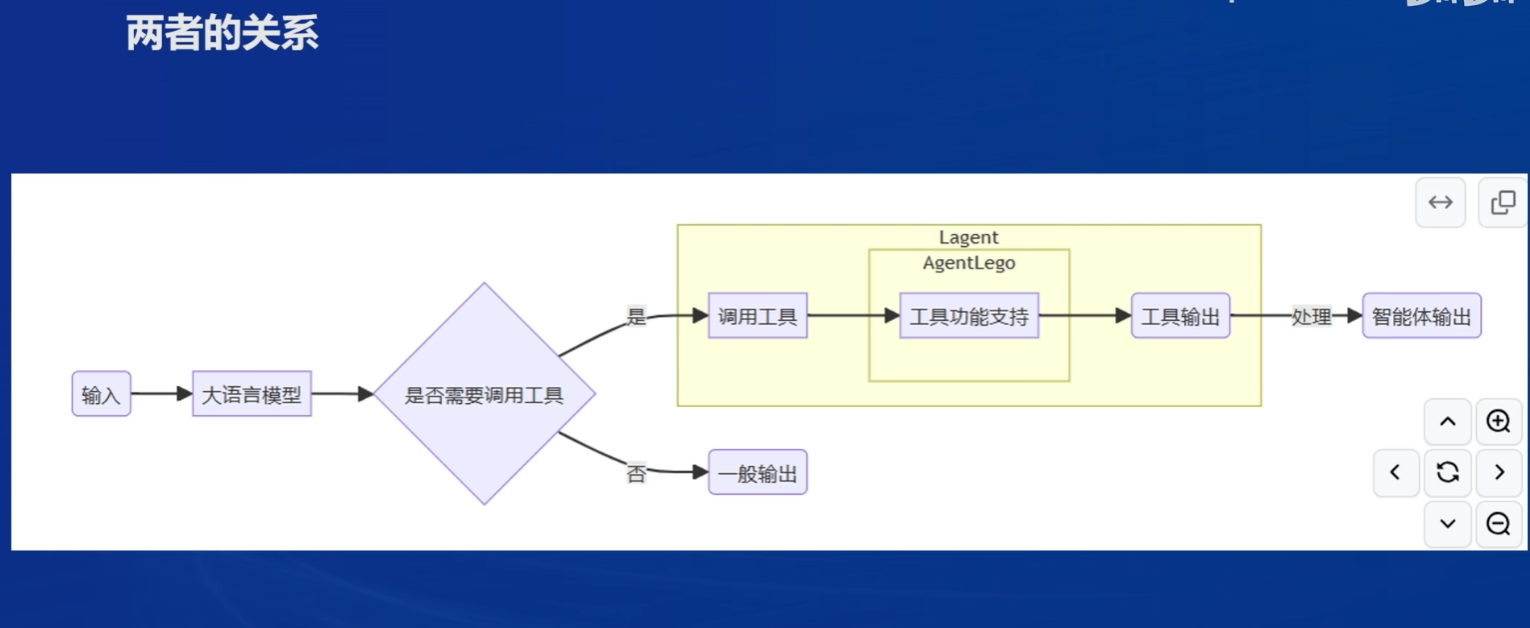 两者的关系
Lagent
AgentLego
是
调用工具
工具功能支持
工具输出
处理
智能体输出
输入
大语言模型
是否需要调用工具
否
一般输出